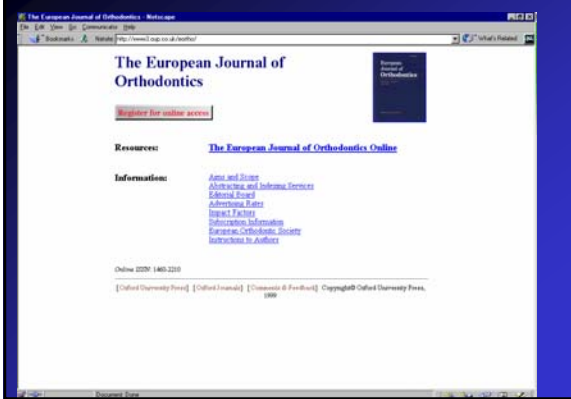 The European Journal of Orthodontics - Netscape
File Edit View Go Communicator Help
Bookmarks Netsite: http://www3.oup.co.uk/eortho/ What's Related
The European Journal of
Orthodontics
European
Journal of
Orthodontics
Register for online access
Resources: The European Journal of Orthodontics Online
Information: Aims and Scope
Abstracting and Indexing Services
Editorial Board
Advertising Rates
Impact Factors
Subscription Information
European Orthodontic Society
Instructions to Authors
Online ISSN: 1460-2210
[Oxford University Press] [Oxford Journals] [Comments & Feedback] Copyright© Oxford University Press,
1999
Document: Done